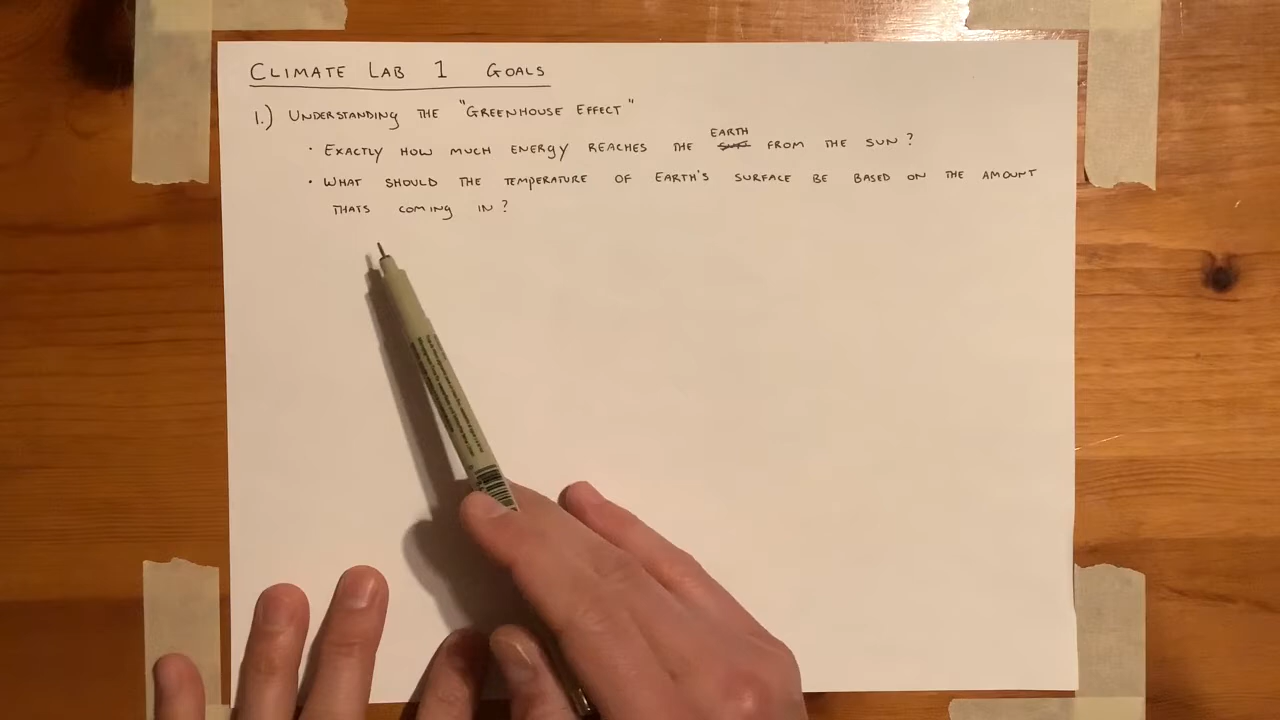 CLIMATE LAB 1 GOALS
1.) UNDERSTANDING THE "GREENHOUSE EFFECT"
EARTH
· EXACTLY HOW MUCH ENERGY REACHES THE FROM THE SUN?
· WHAT SHOULD THE TEMPERATURE OF EARTH'S SURFACE BE BASED ON THE AMOUNT
THATS COMING IN?